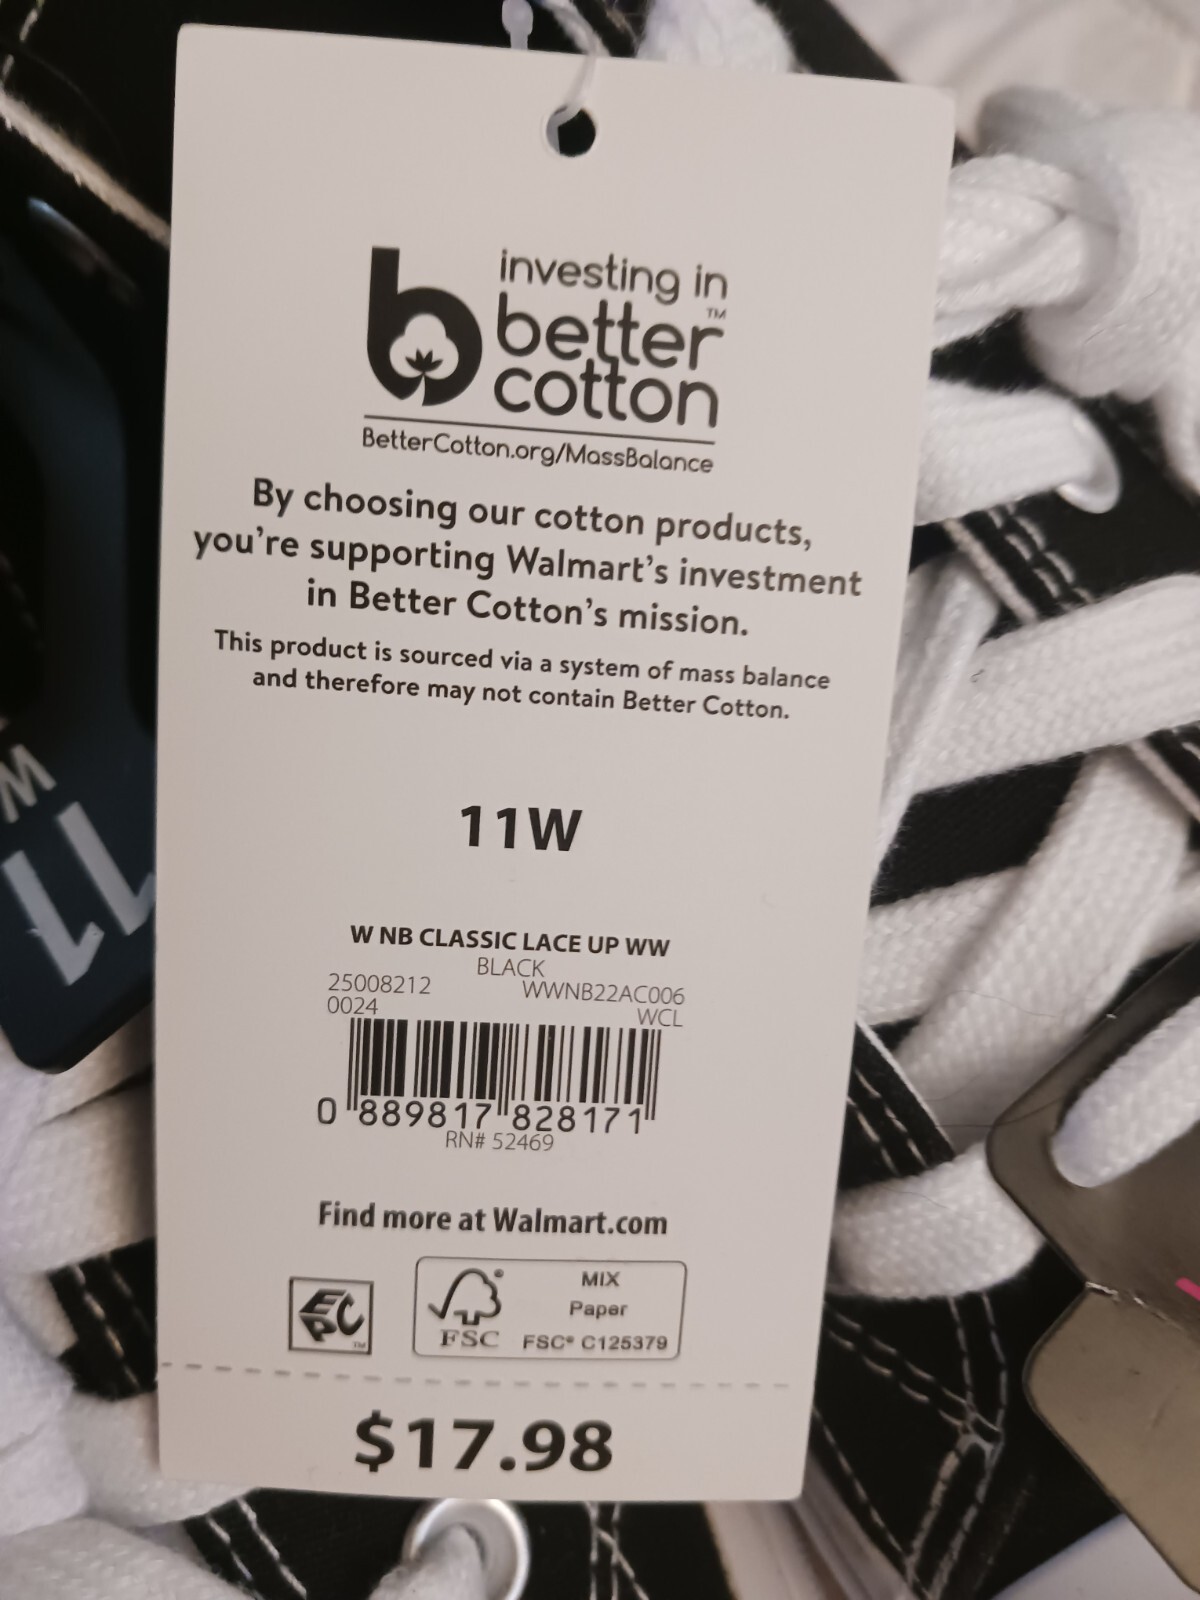 investing in
better™
cotton
BetterCotton.org/MassBalance
By choosing our cotton products,
you're supporting Walmart's investment
in Better Cotton's mission.
This product is sourced via a system of mass balance
and therefore may not contain Better Cotton.
11W
W NB CLASSIC LACE UP WW
BLACK
25008212 WWNB22AC006
0024 WCL
0 889817 828171
RN# 52469
Find more at Walmart.com
EPC™
FSC®
MIX
Paper
FSC® C125379
$17.98
W
11